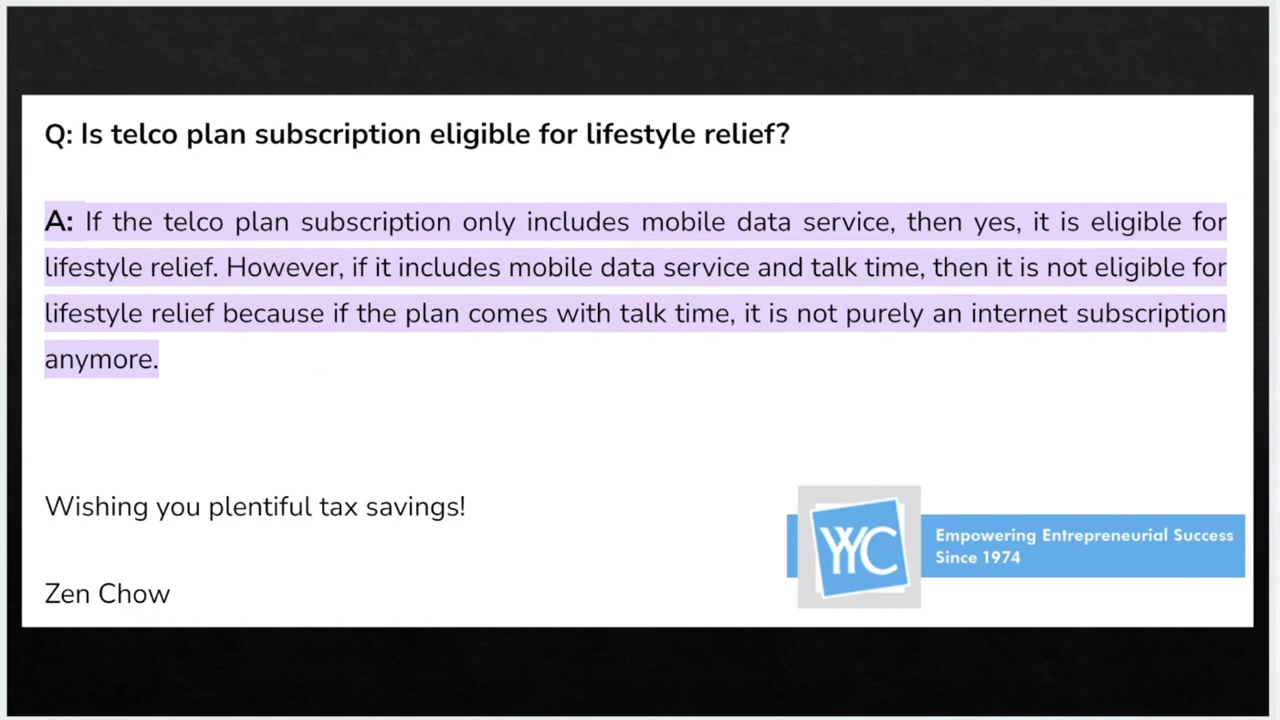 Q: Is telco plan subscription eligible for lifestyle relief?
A: If the telco plan subscription only includes mobile data service, then yes, it is eligible for
lifestyle relief. However, if it includes mobile data service and talk time, then it is not eligible for
lifestyle relief because if the plan comes with talk time, it is not purely an internet subscription
anymore.
Wishing you plentiful tax savings!
YYC
Empowering Entrepreneurial Success
Since 1974
Zen Chow